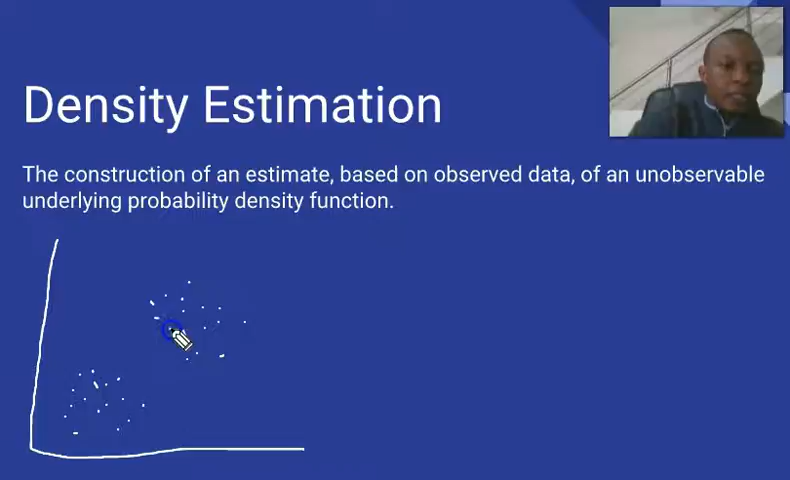 Density Estimation
The construction of an estimate, based on observed data, of an unobservable
underlying probability density function.